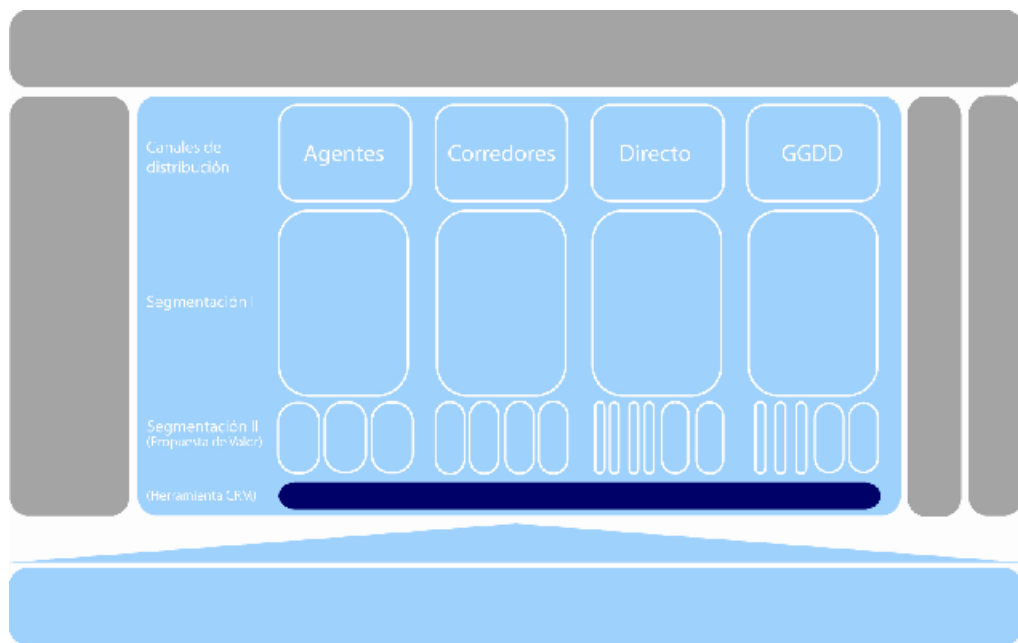 Canales de
distribución
Agentes
Corredores
Directo
GGDD
Segmentación I
Segmentación II
(Propuesta de Valor)
(Herramienta CRM)